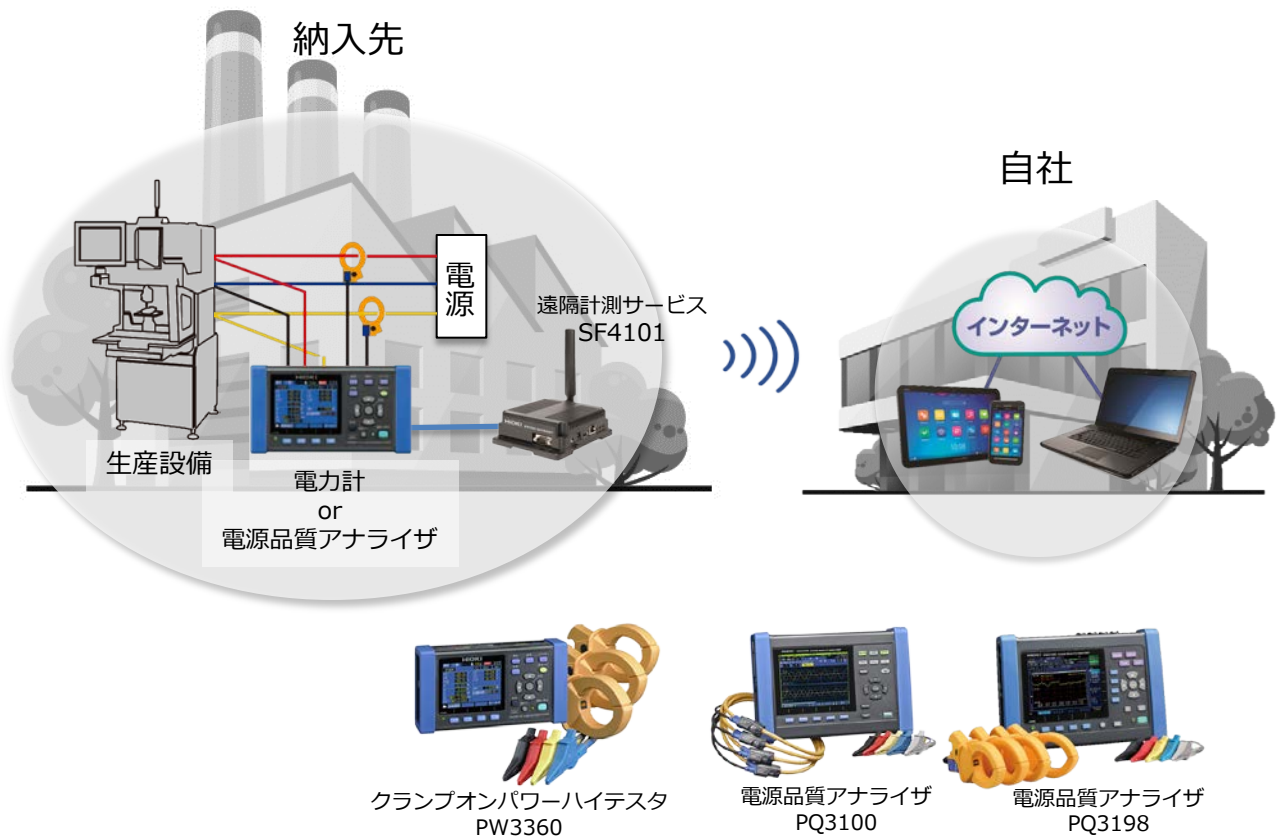 納入先
自社
電源
遠隔計測サービス
SF4101
インターネット
HIOKI
HIOKI
生産設備
電力計
or
電源品質アナライザ
HIOKI
クランプオンパワーハイテスタ
PW3360
電源品質アナライザ
PQ3100
電源品質アナライザ
PQ3198